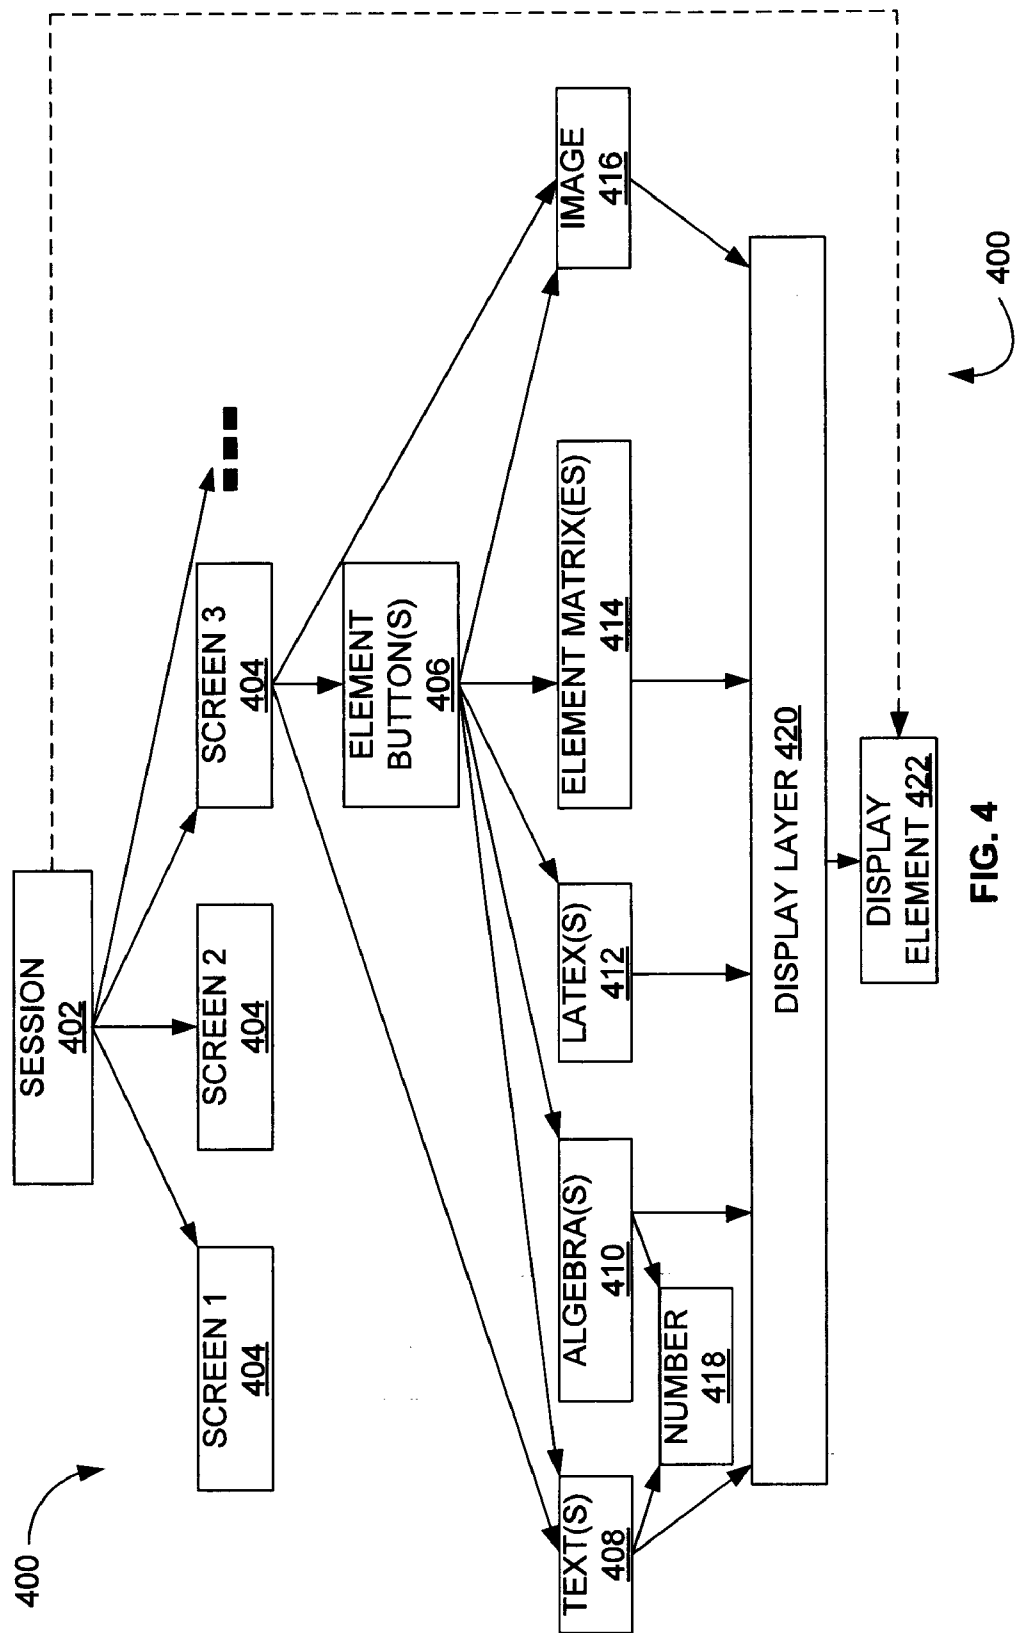 400
SESSION
402
SCREEN 1
404
SCREEN 2
404
SCREEN 3
404
ELEMENT
BUTTON(S)
406
TEXT(S)
408
ALGEBRA(S)
410
LATEX(S)
412
ELEMENT MATRIX(ES)
414
IMAGE
416
NUMBER
418
DISPLAY LAYER 420
DISPLAY
ELEMENT 422
400
FIG. 4